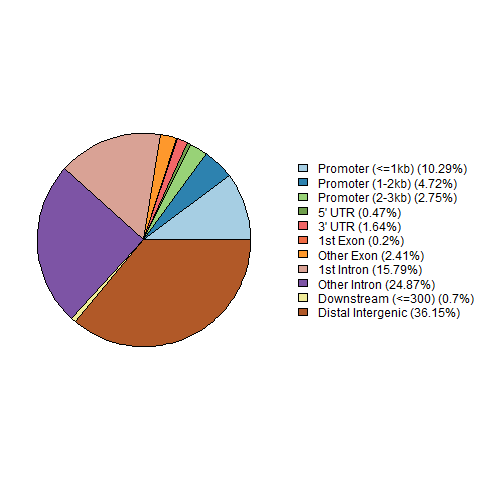 Promoter (<=1kb) (10.29%)
Promoter (1-2kb) (4.72%)
Promoter (2-3kb) (2.75%)
5' UTR (0.47%)
3' UTR (1.64%)
1st Exon (0.2%)
Other Exon (2.41%)
1st Intron (15.79%)
Other Intron (24.87%)
Downstream (<=300) (0.7%)
Distal Intergenic (36.15%)